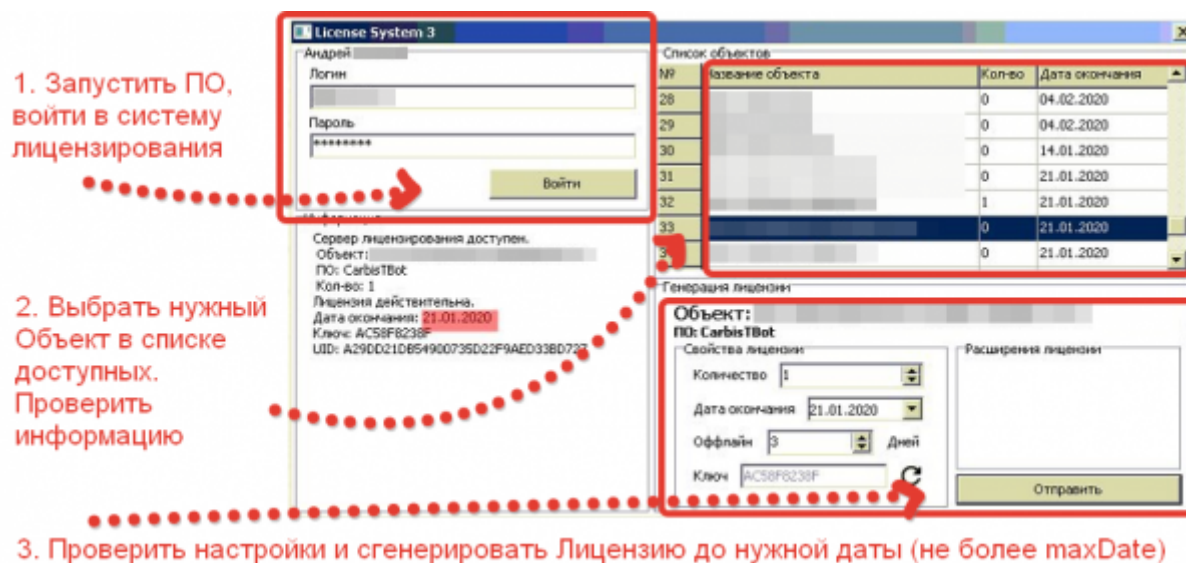 License System 3
Андрей
Логин
Пароль
********
Войти
1. Запустить ПО,
войти в систему
лицензирования
Список объектов
№ Название объекта Кол-во Дата окончания
28 0 04.02.2020
29 0 04.02.2020
30 0 14.01.2020
31 0 21.01.2020
32 1 21.01.2020
33 0 21.01.2020
0 21.01.2020
Информация
Сервер лицензирования доступен.
Объект:
ПО: CarbisTBot
Кол-во: 1
Лицензия действительна.
Дата окончания: 21.01.2020
Ключ: AC58F8238F
UID: A29DD21DB54900735D22F9AED33BD727
2. Выбрать нужный
Объект в списке
доступных.
Проверить
информацию
Генерация лицензии
Объект:
ПО: CarbisTBot
Свойства лицензии
Количество 1
Дата окончания 21.01.2020
Оффлайн 3 Дней
Ключ AC58F8238F
Расширения лицензии
Отправить
3. Проверить настройки и сгенерировать Лицензию до нужной даты (не более maxDate)